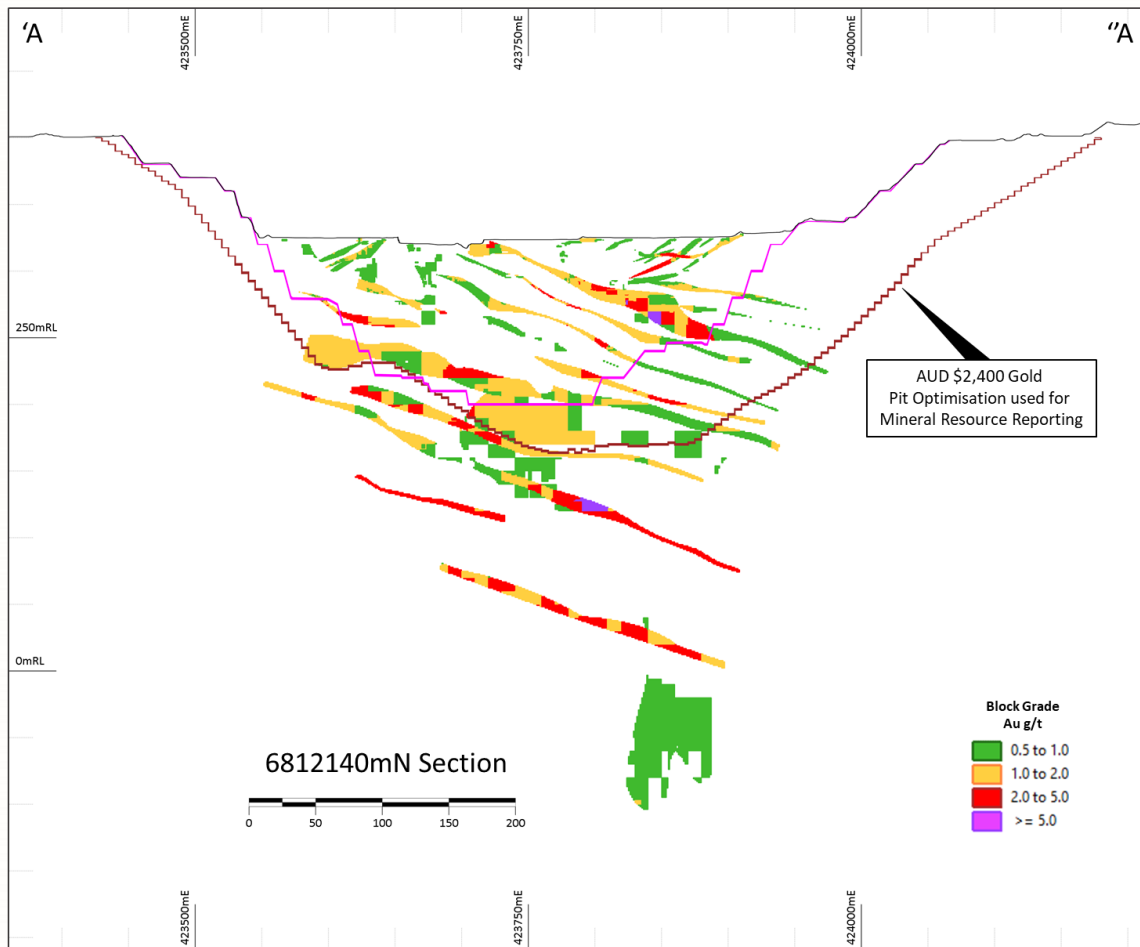 ‘A
423500mE
423750mE
424000mE
‘’A
250mRL
AUD $2,400 Gold
Pit Optimisation used for
Mineral Resource Reporting
0mRL
Block Grade
Au g/t
0.5 to 1.0
1.0 to 2.0
2.0 to 5.0
>= 5.0
6812140mN Section
0 50 100 150 200
423500mE
423750mE
424000mE